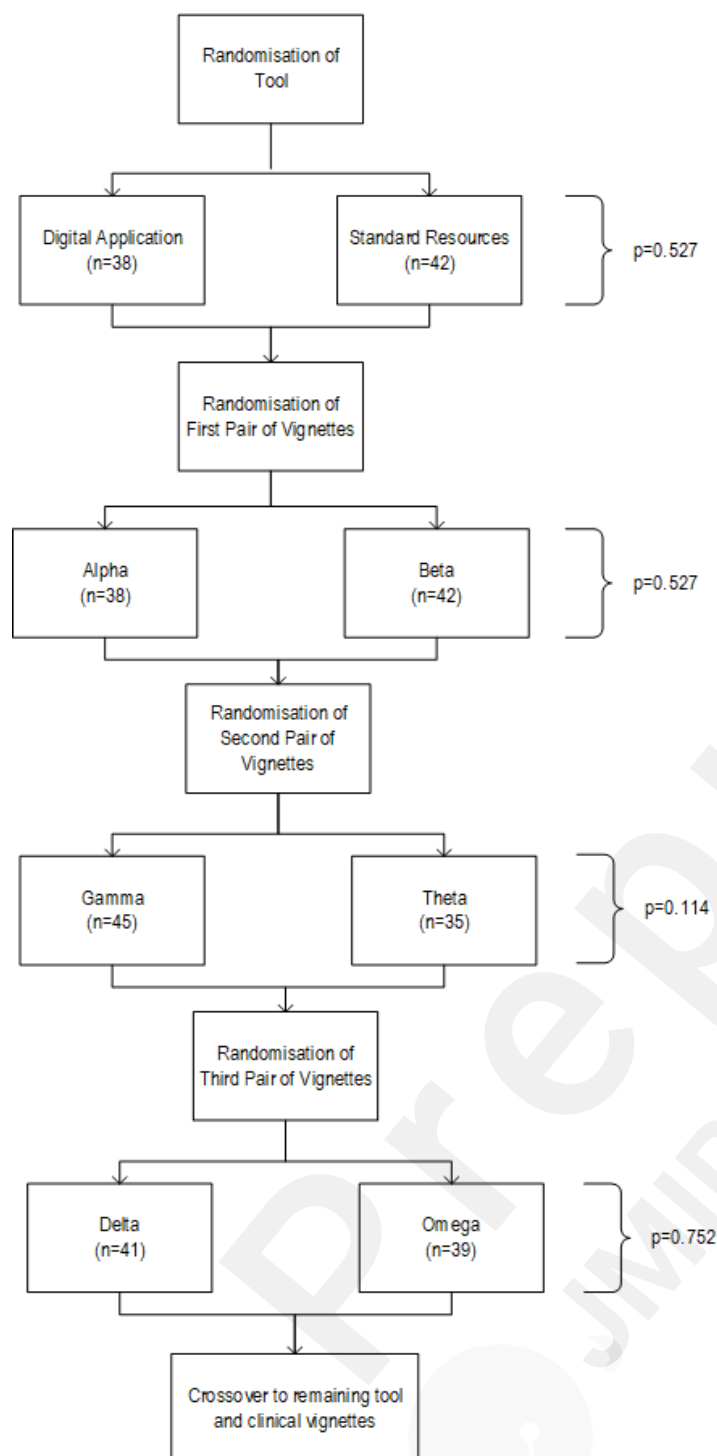 Randomisation of
Tool
Digital Application
(n=38)
Standard Resources
(n=42)
p=0.527
Randomisation of
First Pair of Vignettes
Alpha
(n=38)
Beta
(n=42)
p=0.527
Randomisation of
Second Pair of
Vignettes
Gamma
(n=45)
Theta
(n=35)
p=0.114
Randomisation of
Third Pair of Vignettes
Delta
(n=41)
Omega
(n=39)
p=0.752
Crossover to remaining tool
and clinical vignettes
Prep
JMIR